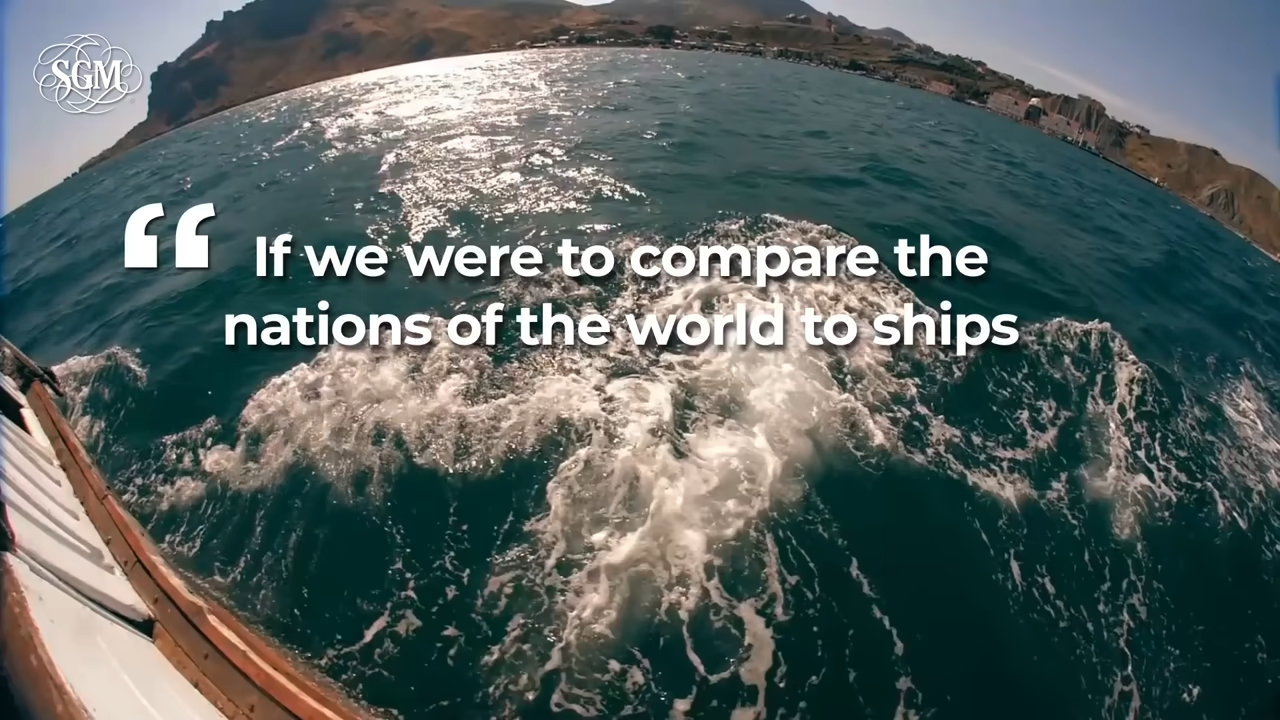 SGM
“ If we were to compare the
nations of the world to ships